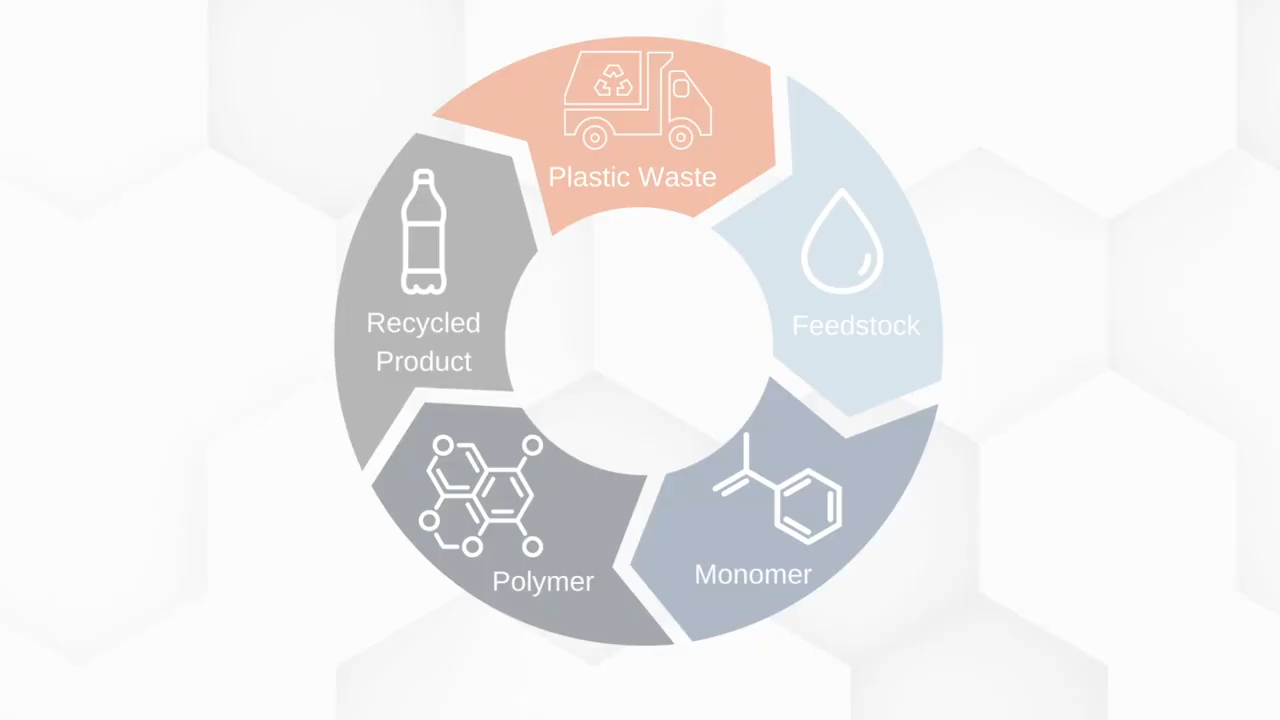 Plastic Waste
Feedstock
Monomer
Polymer
Recycled
Product